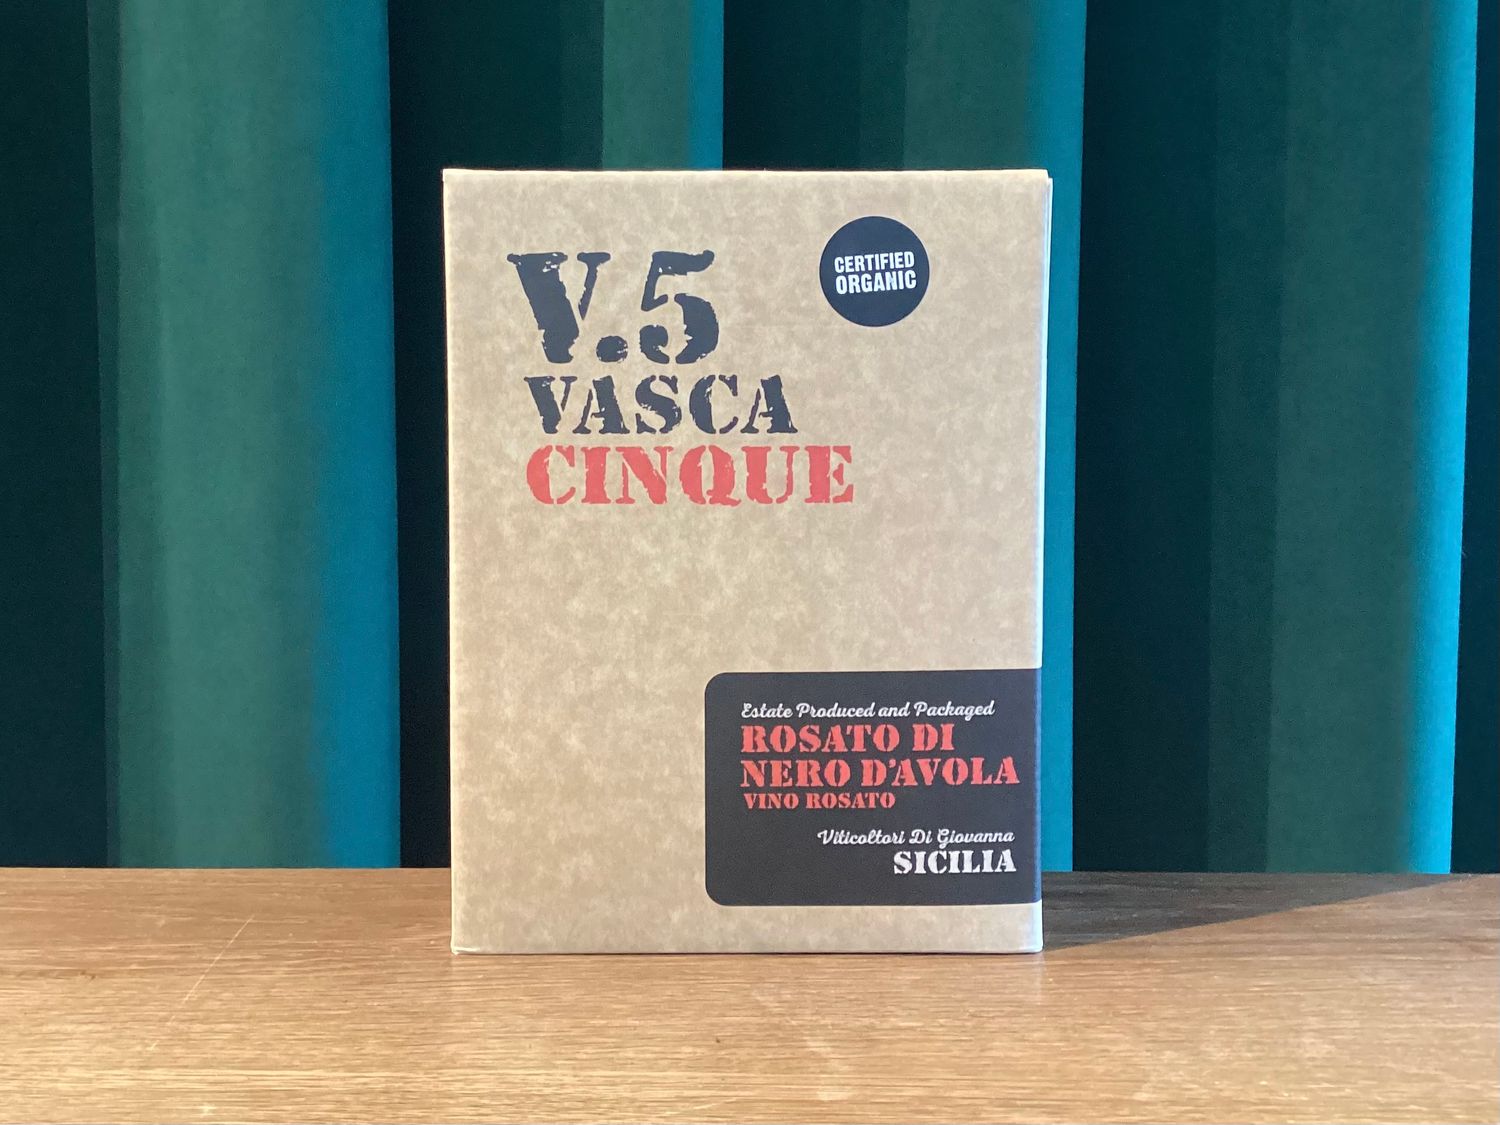 V.5
VASCA
CINQUE
CERTIFIED
ORGANIC
Estate Produced and Packaged
ROSATO DI
NERO D'AVOLA
VINO ROSATO
Viticoltori Di Giovanna
SICILIA